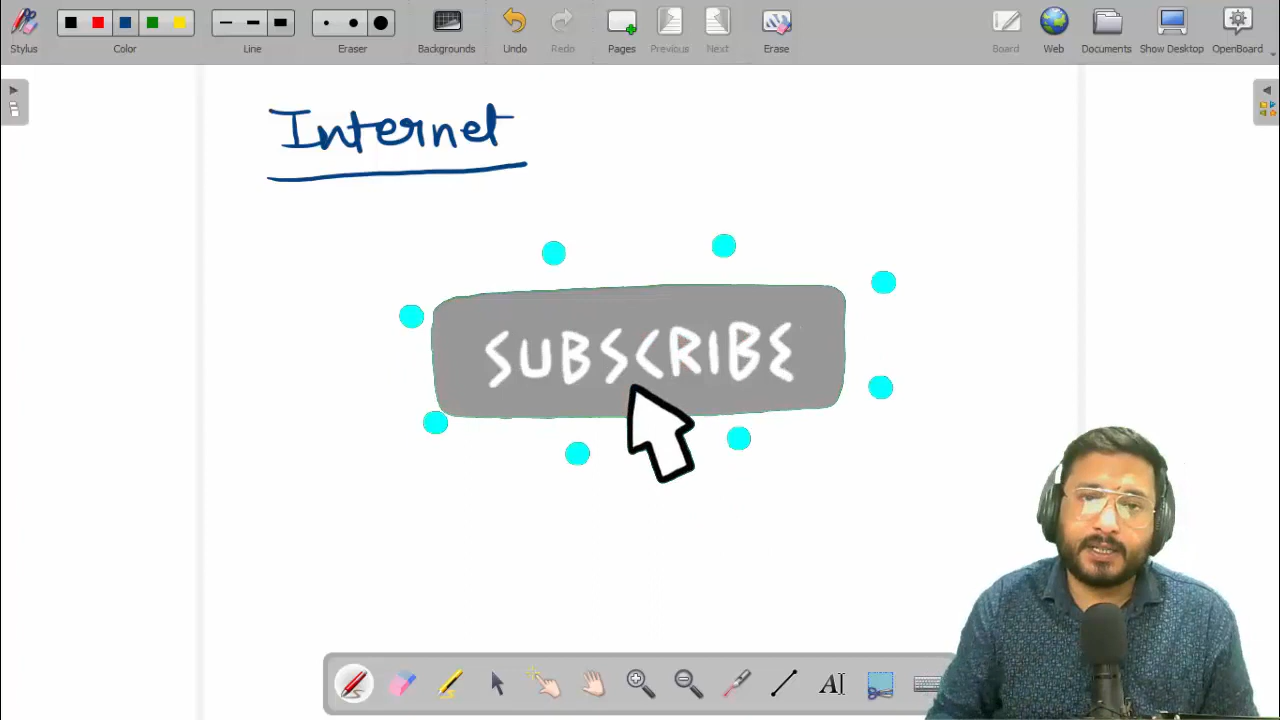 Stylus
Color
Line
Eraser
Backgrounds
Undo
Redo
Pages
Previous
Next
Erase
Board
Web
Documents
Show Desktop
OpenBoard
Internet
SUBSCRIBE
AI